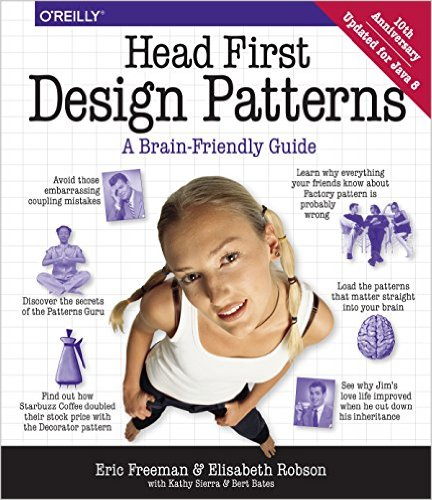 O'REILLY®
10th
Anniversary
Updated for Java 8
Head First
Design Patterns
A Brain-Friendly Guide
Avoid those
embarrassing
coupling mistakes
Learn why everything
your friends know about
Factory pattern is
probably
wrong
Discover the secrets
of the Patterns Guru
Load the patterns
that matter straight
into your brain
Find out how
Starbuzz Coffee doubled
their stock price with
the Decorator pattern
See why Jim's
love life improved
when he cut down
his inheritance
Eric Freeman & Elisabeth Robson
with Kathy Sierra & Bert Bates